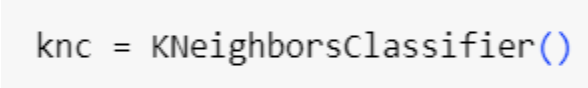 knc = KNeighborsClassifier()